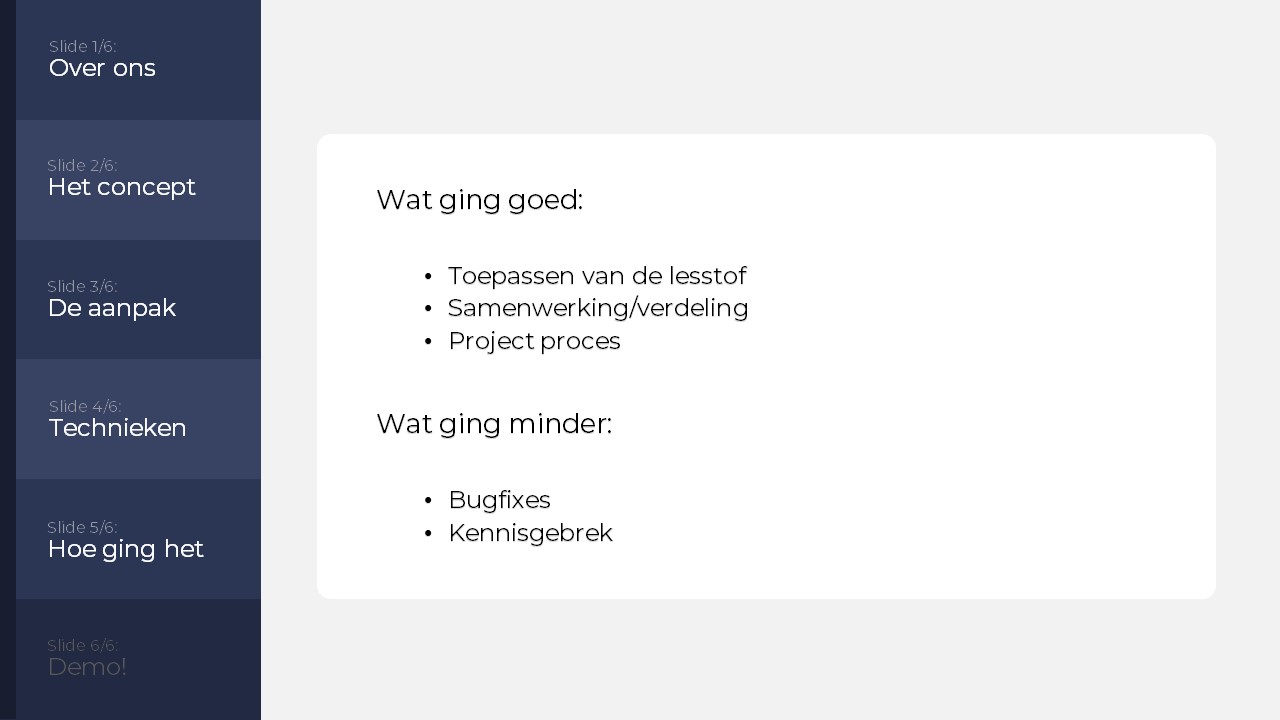 Slide 1/6:
Over ons
Slide 2/6:
Het concept
Slide 3/6:
De aanpak
Slide 4/6:
Technieken
Slide 5/6:
Hoe ging het
Slide 6/6:
Demo!
Wat ging goed:
• Toepassen van de lesstof
• Samenwerking/verdeling
• Project proces
Wat ging minder:
• Bugfixes
• Kennisgebrek